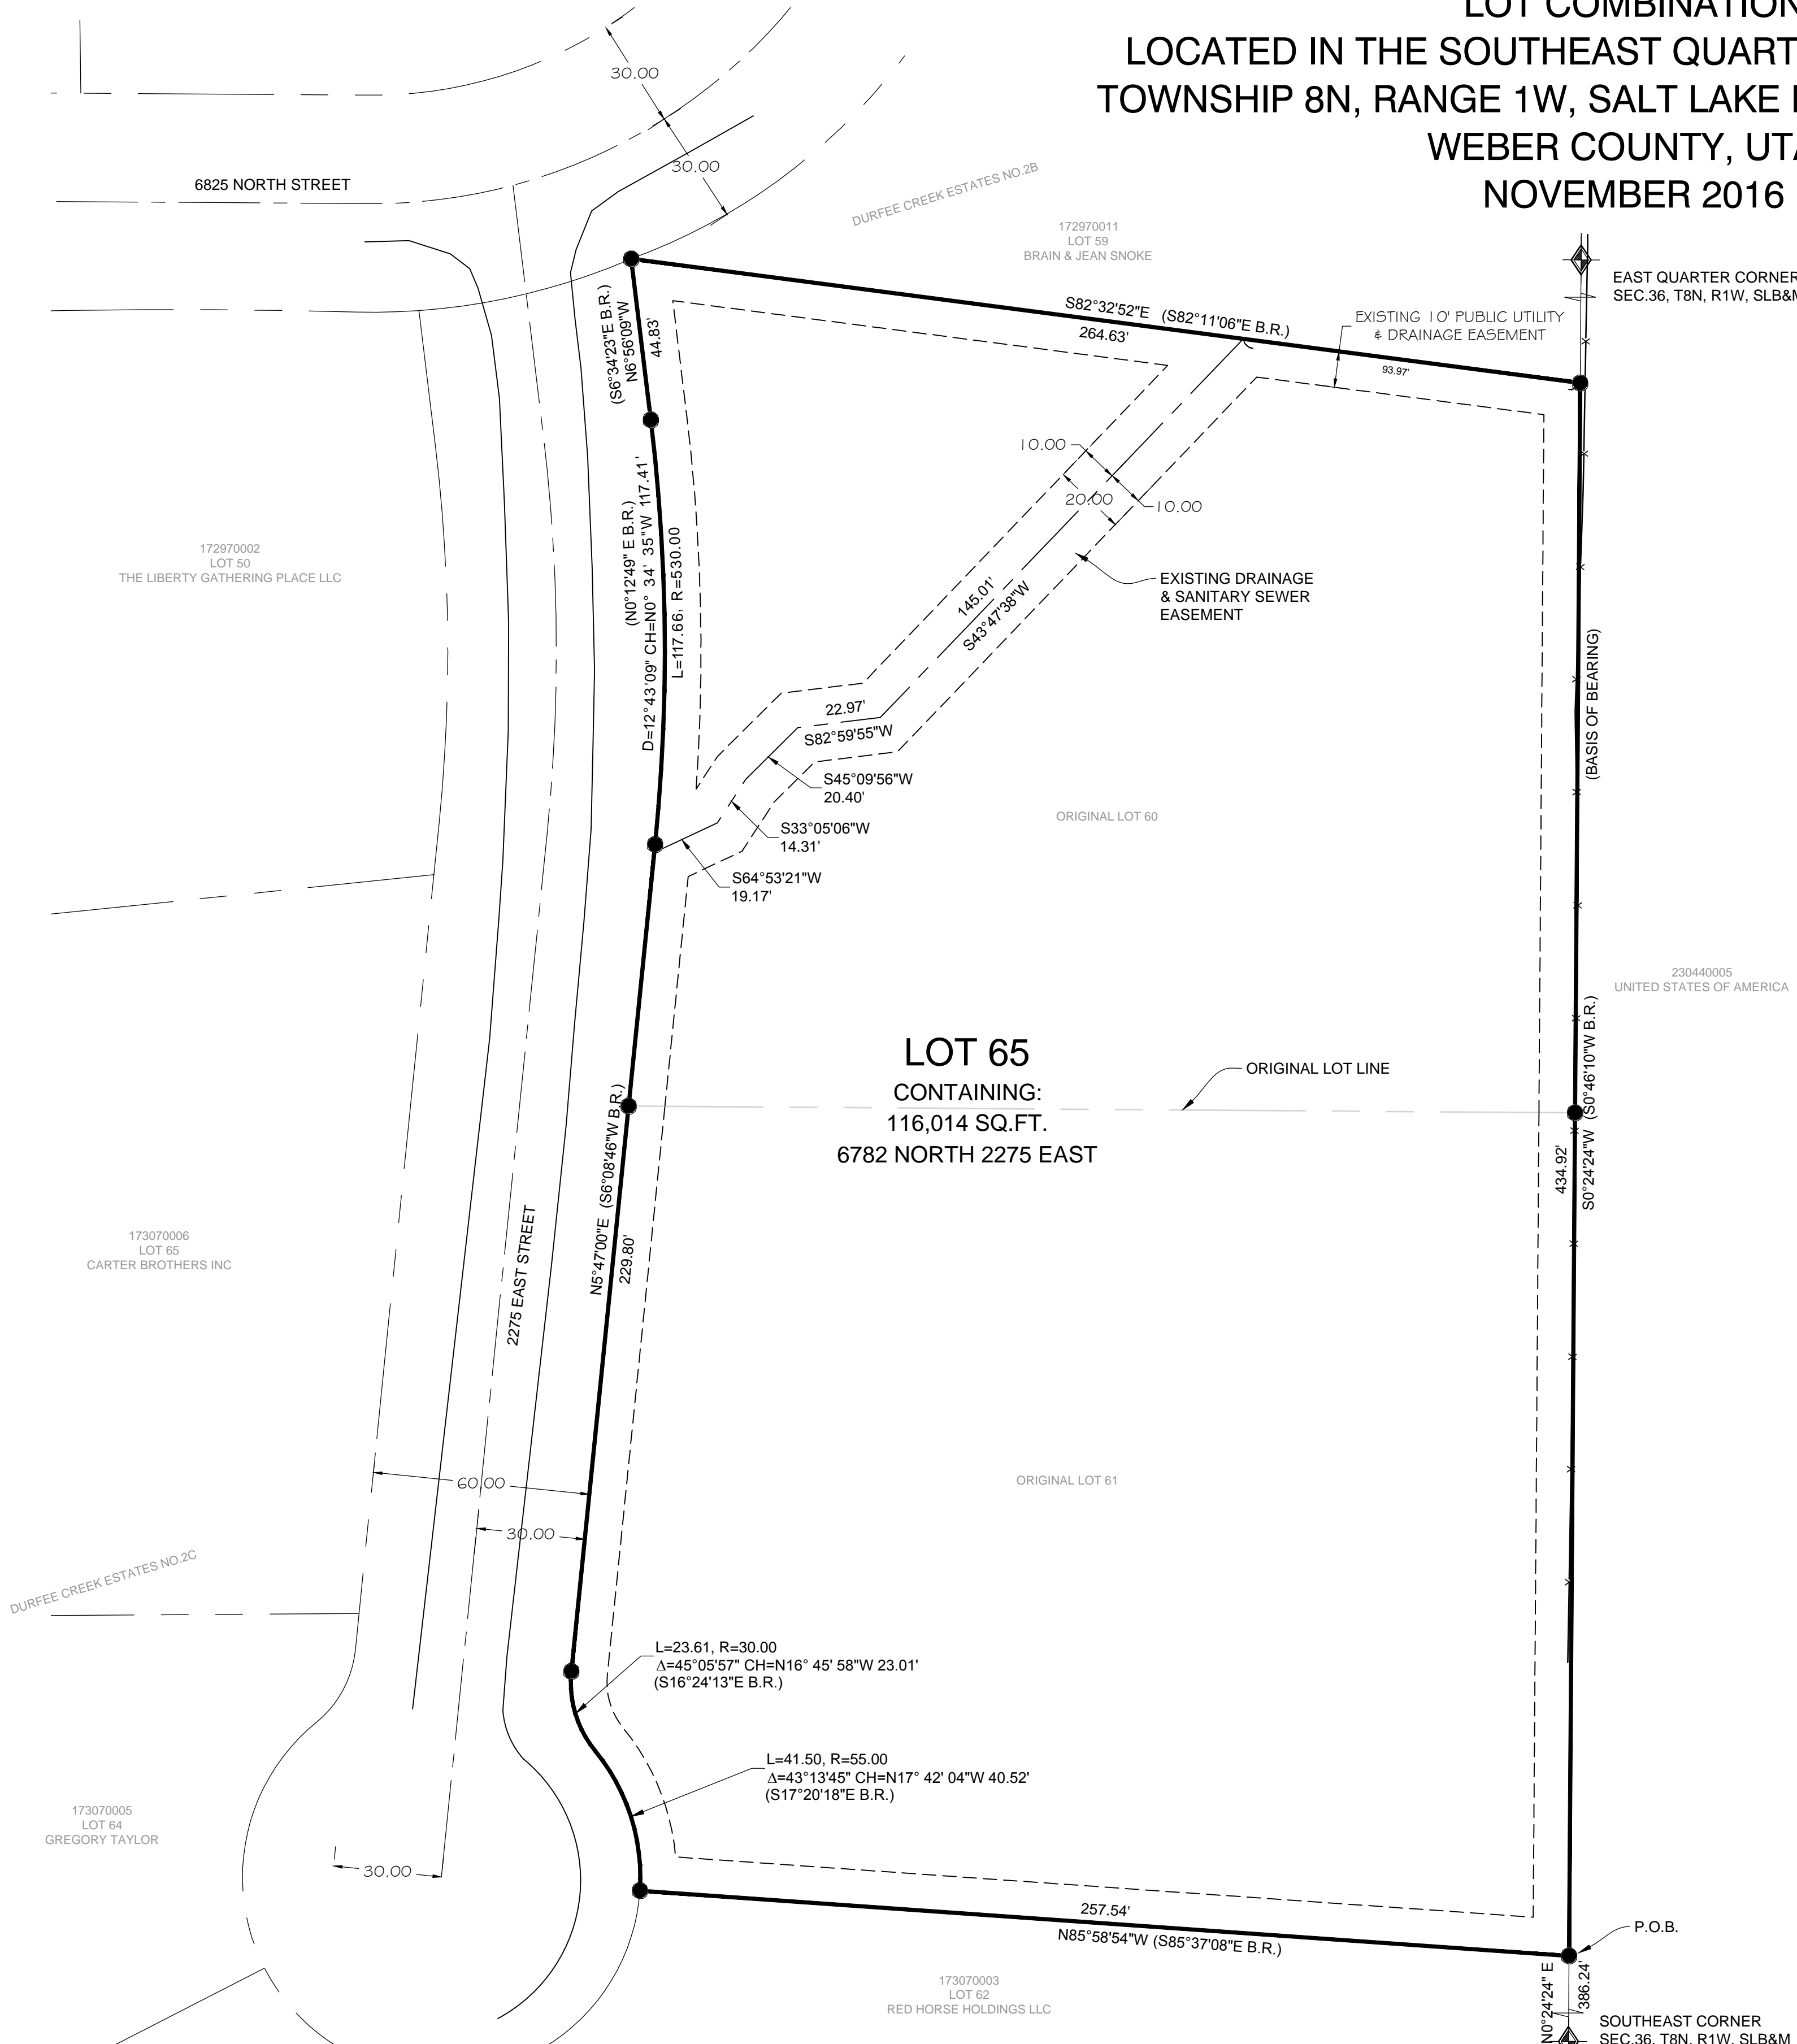 LOT COMBINATION
LOCATED IN THE SOUTHEAST QUART
TOWNSHIP 8N, RANGE 1W, SALT LAKE
WEBER COUNTY, UTA
NOVEMBER 2016
30.00
30.00
6825 NORTH STREET
DURFEE CREEK ESTATES NO.2B
172970011
LOT 59
BRAIN & JEAN SNOKE
EAST QUARTER CORNER
SEC.36, T8N, R1W, SLB&M
S82°32'52"E (S82°11'06"E B.R.)
264.63'
EXISTING 10' PUBLIC UTILITY
& DRAINAGE EASEMENT
93.97'
(S6°34'23"E B.R.)
N6°56'09"W
44.83'
10.00
20.00
10.00
(N0°12'49" E B.R.)
D=12°43'09" CH=N0° 34' 35"W 117.41'
L=117.66, R=530.00
172970002
LOT 50
THE LIBERTY GATHERING PLACE LLC
EXISTING DRAINAGE
& SANITARY SEWER
EASEMENT
145.01'
S43°47'38"W
(BASIS OF BEARING)
22.97'
S82°59'55"W
S45°09'56"W
20.40'
S33°05'06"W
14.31'
S64°53'21"W
19.17'
ORIGINAL LOT 60
230440005
UNITED STATES OF AMERICA
LOT 65
CONTAINING:
116,014 SQ.FT.
6782 NORTH 2275 EAST
ORIGINAL LOT LINE
434.92'
S0°24'24"W (S0°46'10"W B.R.)
N5°47'00"E (S6°08'46"W B.R.)
229.80'
2275 EAST STREET
173070006
LOT 65
CARTER BROTHERS INC
60.00
30.00
ORIGINAL LOT 61
DURFEE CREEK ESTATES NO.2C
L=23.61, R=30.00
Δ=45°05'57" CH=N16° 45' 58"W 23.01'
(S16°24'13"E B.R.)
L=41.50, R=55.00
Δ=43°13'45" CH=N17° 42' 04"W 40.52'
(S17°20'18"E B.R.)
173070005
LOT 64
GREGORY TAYLOR
30.00
257.54'
N85°58'54"W (S85°37'08"E B.R.)
P.O.B.
173070003
LOT 62
RED HORSE HOLDINGS LLC
N0°24'24" E
386.24'
SOUTHEAST CORNER
SEC.36, T8N, R1W, SLB&M